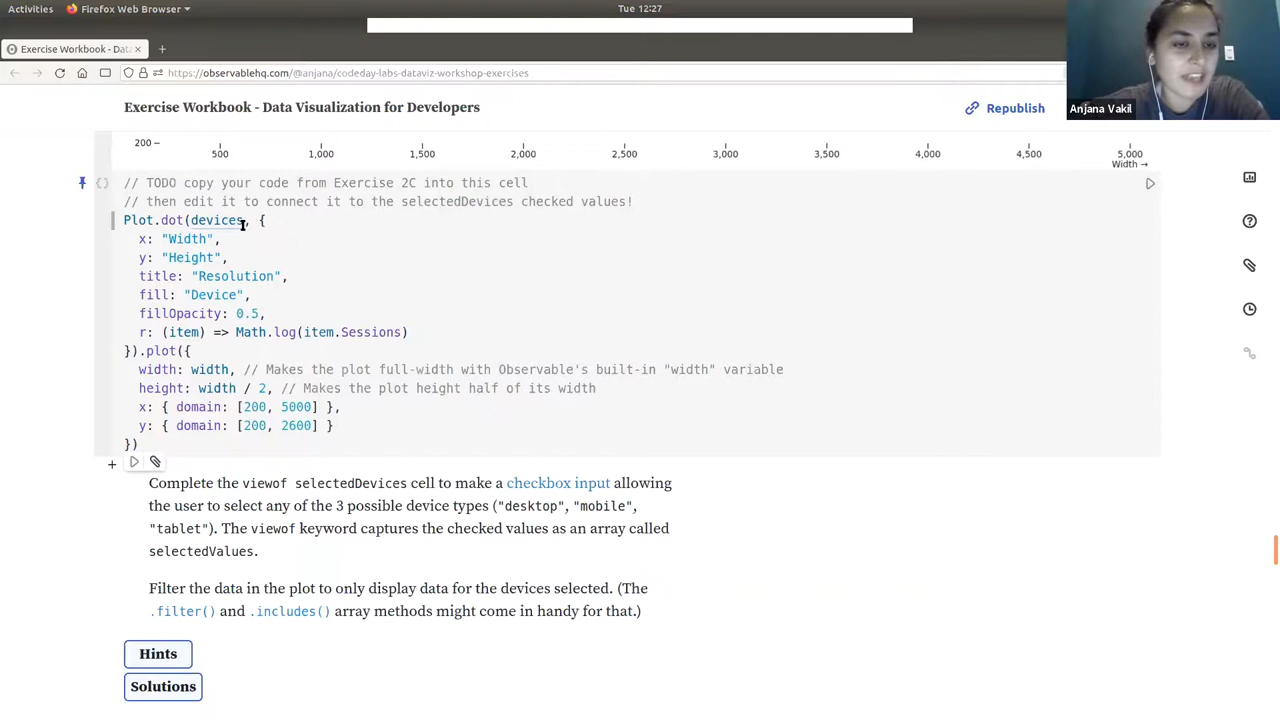 Activities Firefox Web Browser Tue 12:27
Exercise Workbook - Data
https://observablehq.com/@anjana/codeday-labs-dataviz-workshop-exercises
Anjana Vakil
Exercise Workbook - Data Visualization for Developers Republish
200
500 1,000 1,500 2,000 2,500 3,000 3,500 4,000 4,500 5,000
Width →
// TODO copy your code from Exercise 2C into this cell
// then edit it to connect it to the selectedDevices checked values!
Plot.dot(devices, {
x: "Width",
y: "Height",
title: "Resolution",
fill: "Device",
fillOpacity: 0.5,
r: (item) => Math.log(item.Sessions)
}).plot({
width: width, // Makes the plot full-width with Observable's built-in "width" variable
height: width / 2, // Makes the plot height half of its width
x: { domain: [200, 5000] },
y: { domain: [200, 2600] }
})
Complete the viewof selectedDevices cell to make a checkbox input allowing
the user to select any of the 3 possible device types ("desktop", "mobile",
"tablet"). The viewof keyword captures the checked values as an array called
selectedValues.
Filter the data in the plot to only display data for the devices selected. (The
.filter() and .includes() array methods might come in handy for that.)
Hints
Solutions